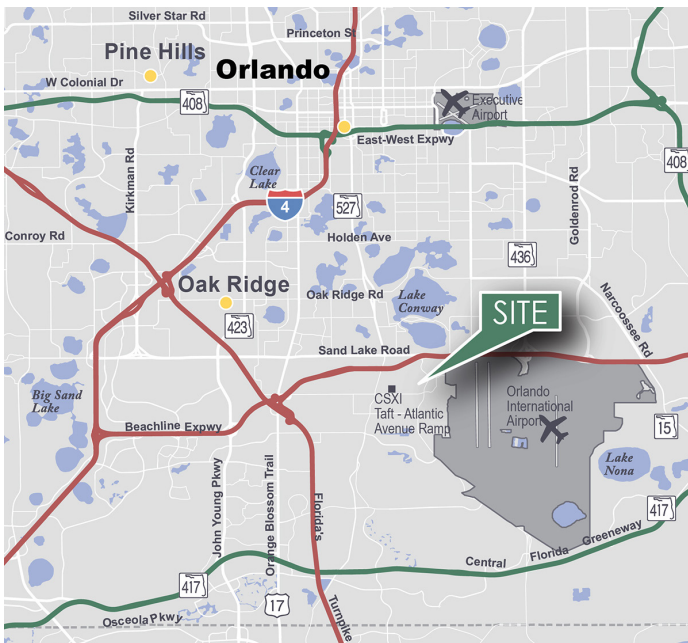 Silver Star Rd
Princeton St
Pine Hills
Orlando
W Colonial Dr
408
Executive
Airport
East-West Expwy
408
Kirkman Rd
Clear
Lake
4
527
Goldenrod Rd
Conroy Rd
Holden Ave
436
Oak Ridge
Oak Ridge Rd
Lake
Conway
SITE
Narcoossee Rd
423
Sand Lake Road
Big Sand
Lake
CSXI
Taft - Atlantic
Avenue Ramp
Orlando
International
Airport
Beachline Expwy
15
Lake
Nona
John Young Pkwy
Orange Blossom Trail
Florida's
Turnpike
417
Central Florida Greeneway
417
17
Osceola Pkwy